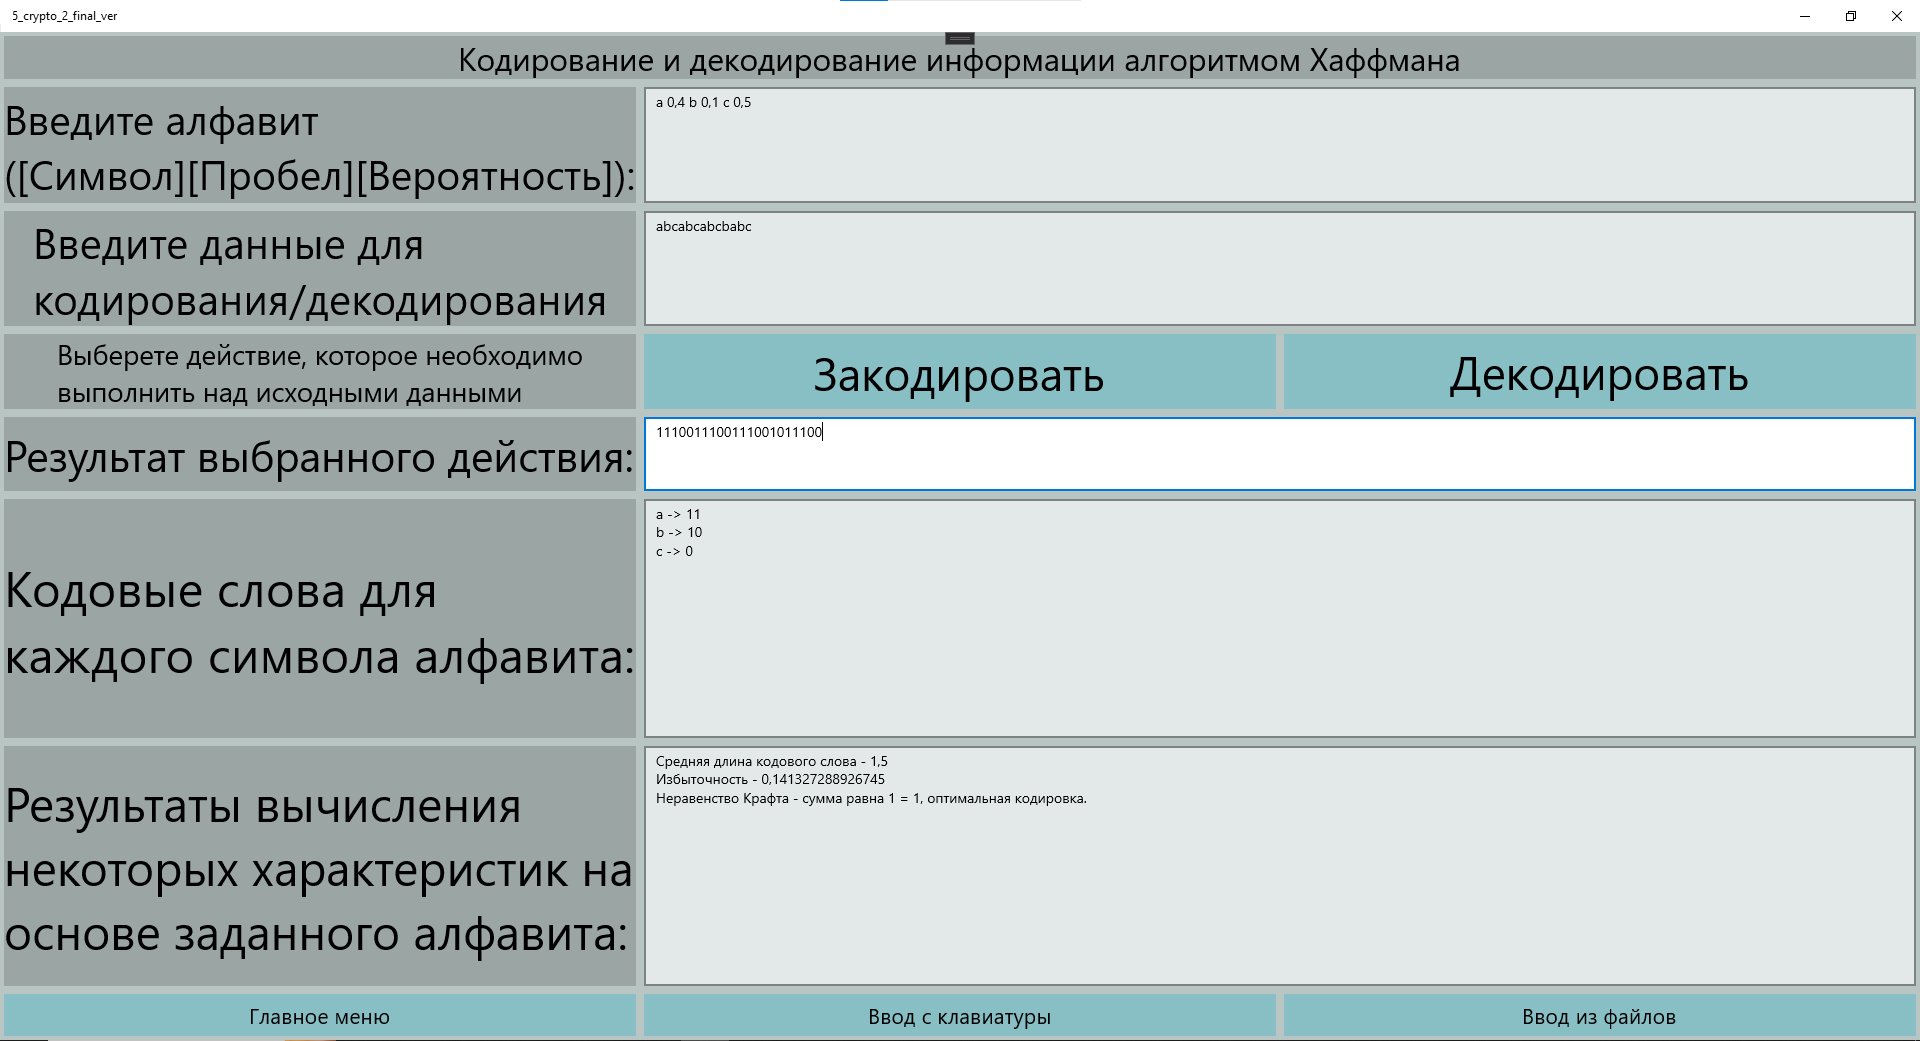 5_crypto_2_final_ver
Кодирование и декодирование информации алгоритмом Хаффмана
Введите алфавит
([Символ][Пробел][Вероятность]):
a 0,4 b 0,1 c 0,5
Введите данные для
кодирования/декодирования
abcabcabcbabc
Выберете действие, которое необходимо
выполнить над исходными данными
Закодировать
Декодировать
Результат выбранного действия:
1110011100111001011100
Кодовые слова для
каждого символа алфавита:
a -> 11
b -> 10
c -> 0
Результаты вычисления
некоторых характеристик на
основе заданного алфавита:
Средняя длина кодового слова - 1,5
Избыточность - 0,141327288926745
Неравенство Крафта - сумма равна 1 = 1, оптимальная кодировка.
Главное меню
Ввод с клавиатуры
Ввод из файлов